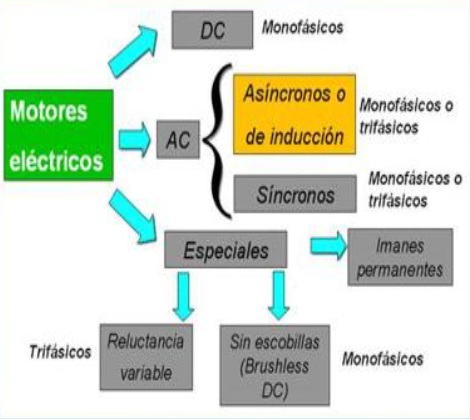 DC
Monofásicos
Motores
eléctricos
AC
Asíncronos o
de inducción
Monofásicos o
trifásicos
Síncronos
Monofásicos o
trifásicos
Especiales
Imanes
permanentes
Trifásicos
Reluctancia
variable
Sin escobillas
(Brushless
DC)
Monofásicos